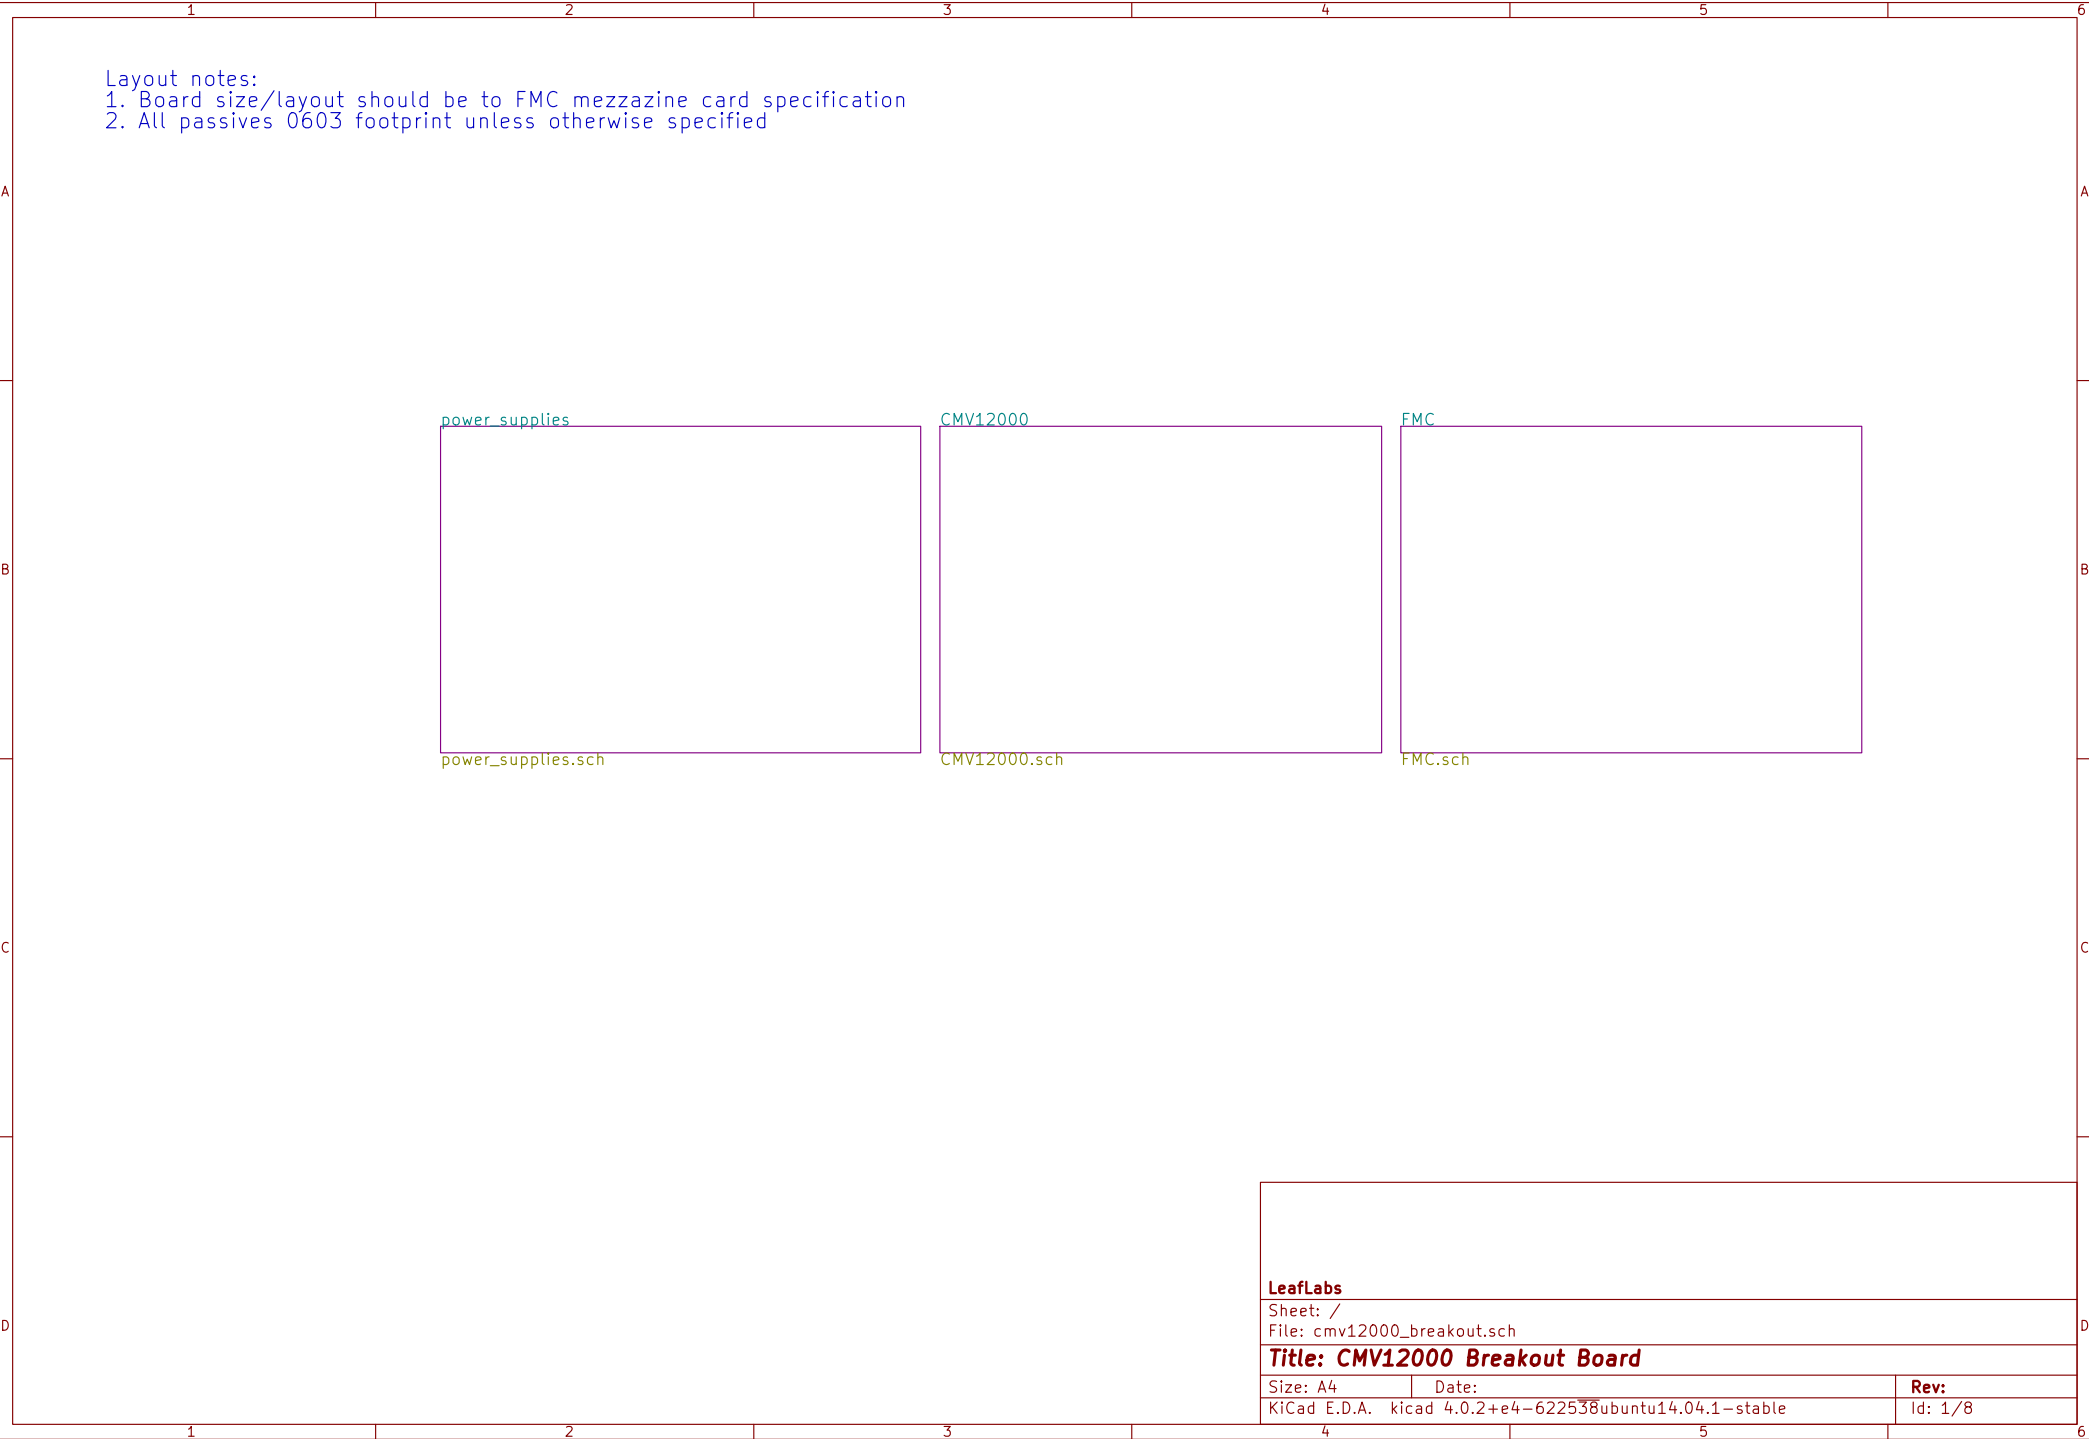 1 2 3 4 5 6
Layout notes:
1. Board size/layout should be to FMC mezzazine card specification
2. All passives 0603 footprint unless otherwise specified
A A
power_supplies CMV12000 FMC
B B
power_supplies.sch CMV12000.sch FMC.sch
C C
LeafLabs
Sheet: /
D D
File: cmv12000_breakout.sch
Title: CMV12000 Breakout Board
Size: A4 Date: Rev:
KiCad E.D.A. kicad 4.0.2+e4-622538ubuntu14.04.1-stable Id: 1/8
1 2 3 4 5 6